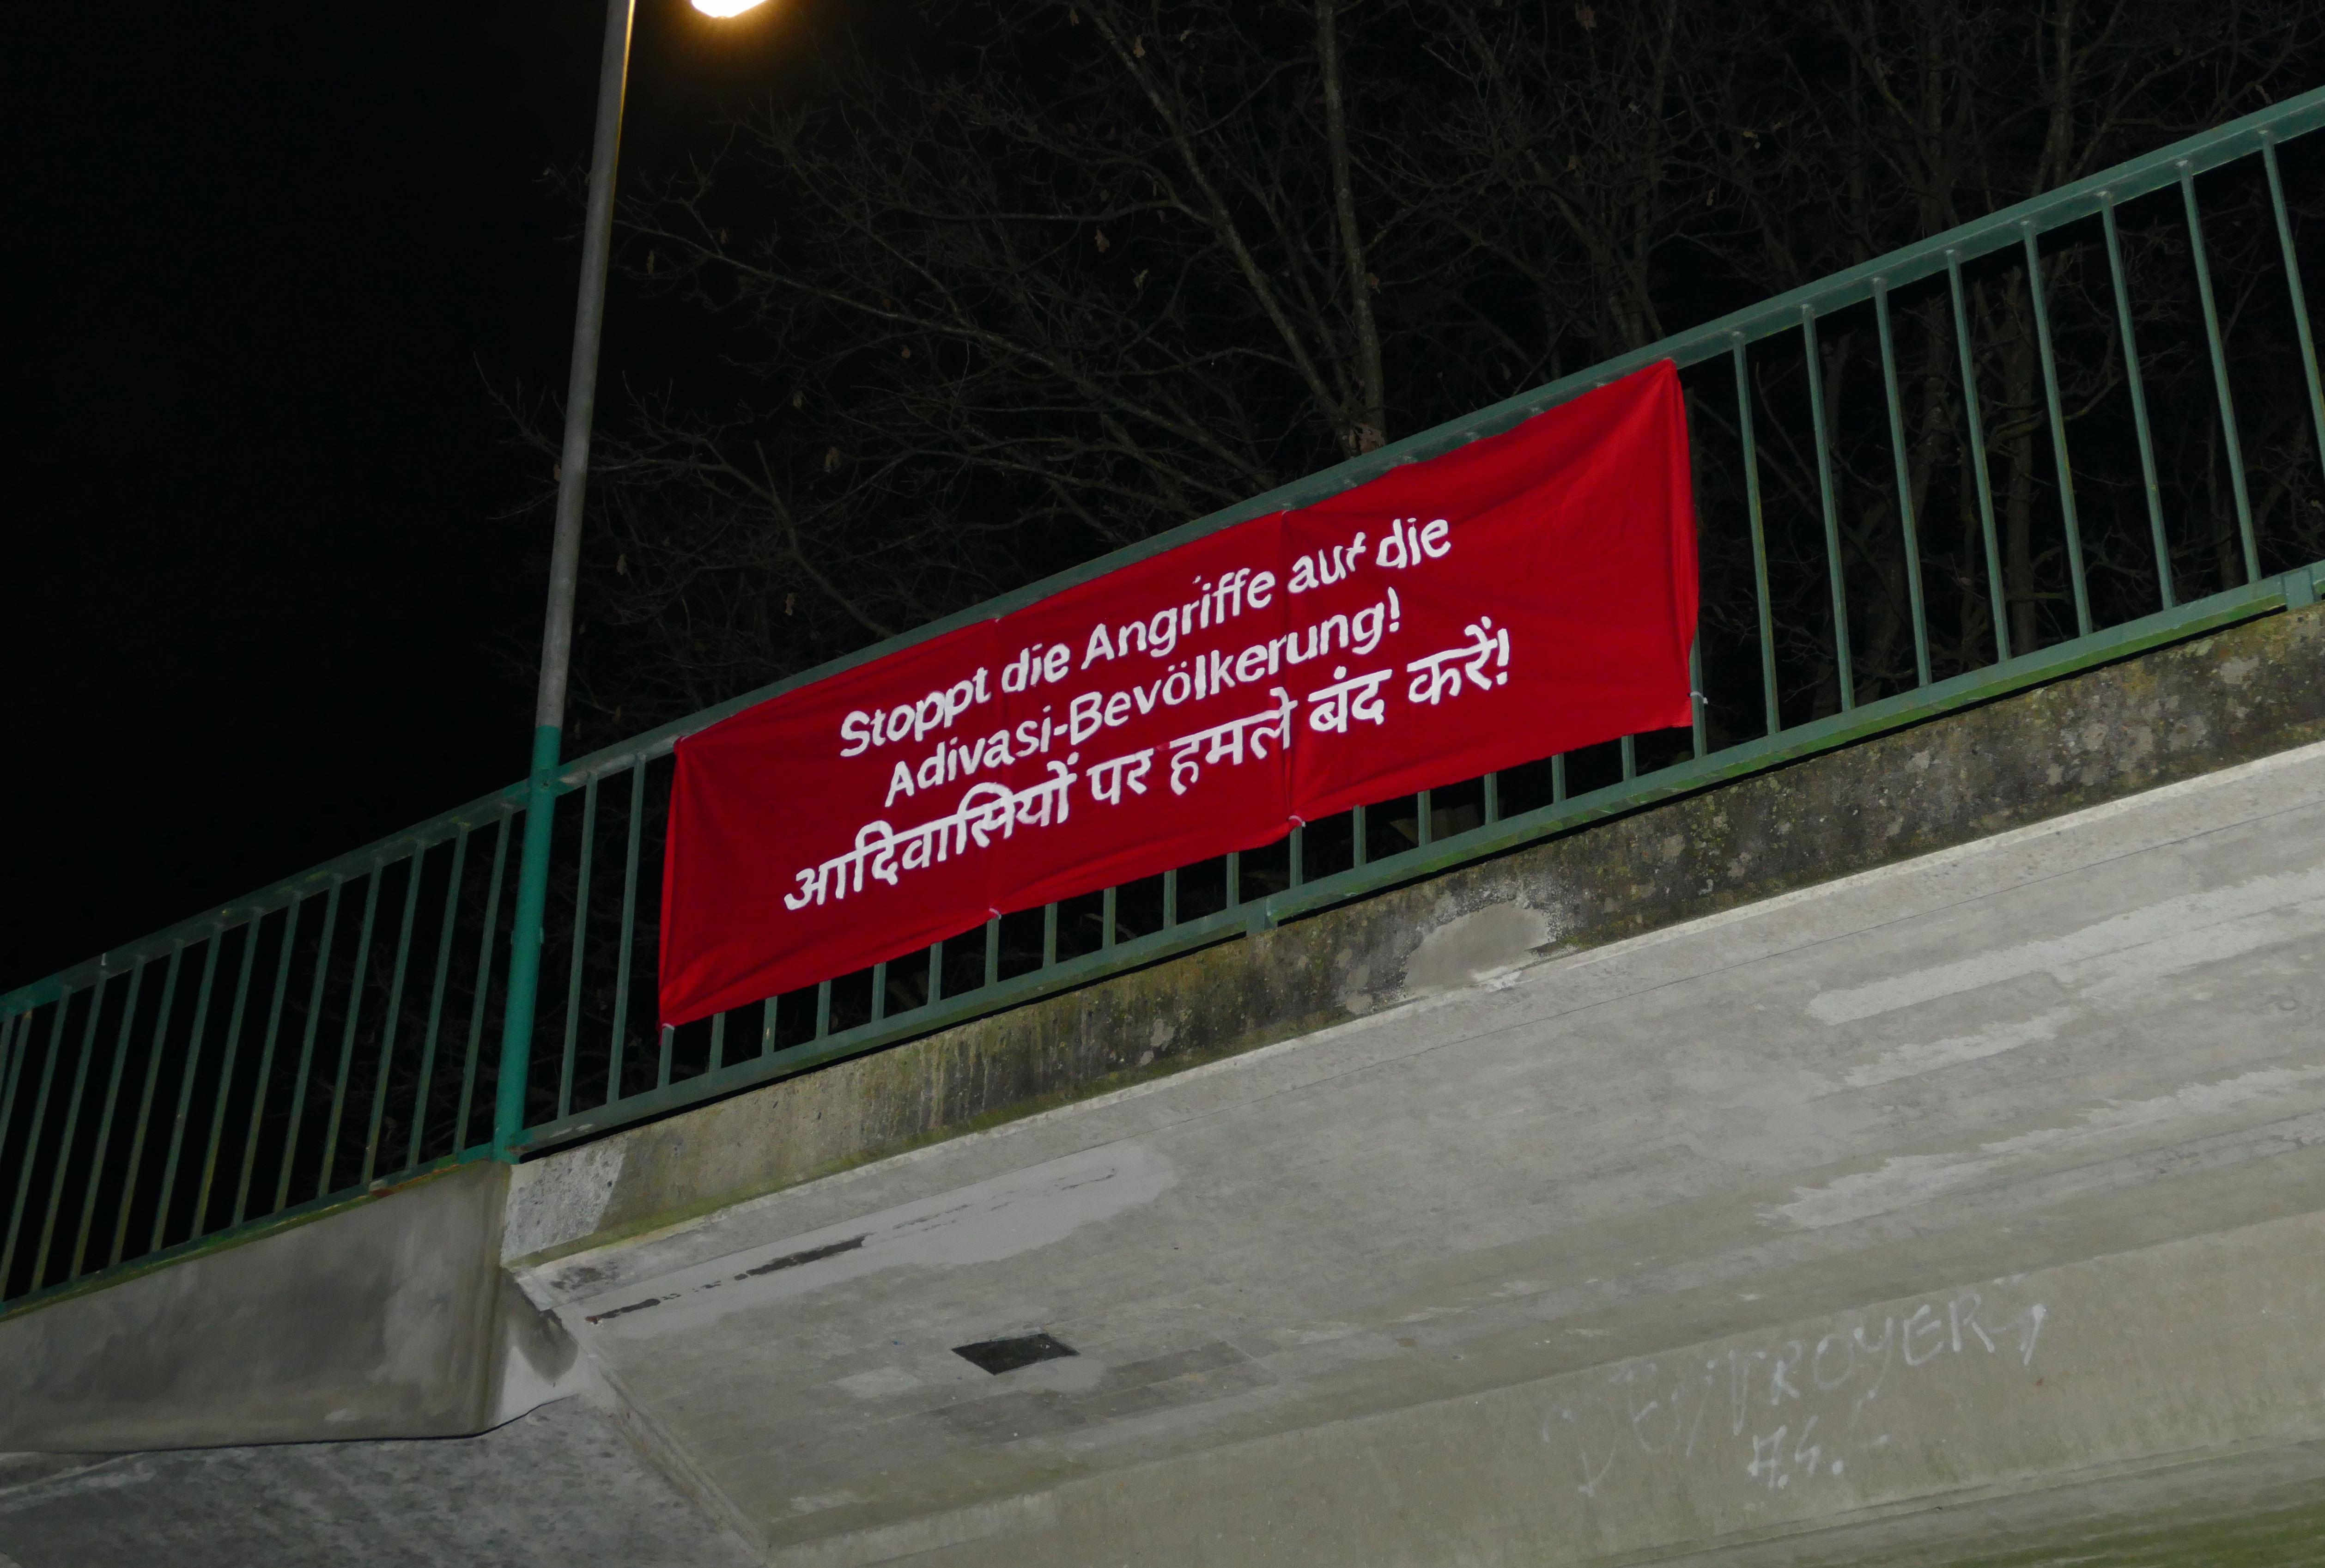 Stoppt die Angriffe auf die
Adivasi-Bevölkerung!
आदिवासियों पर हमले बंद करें!